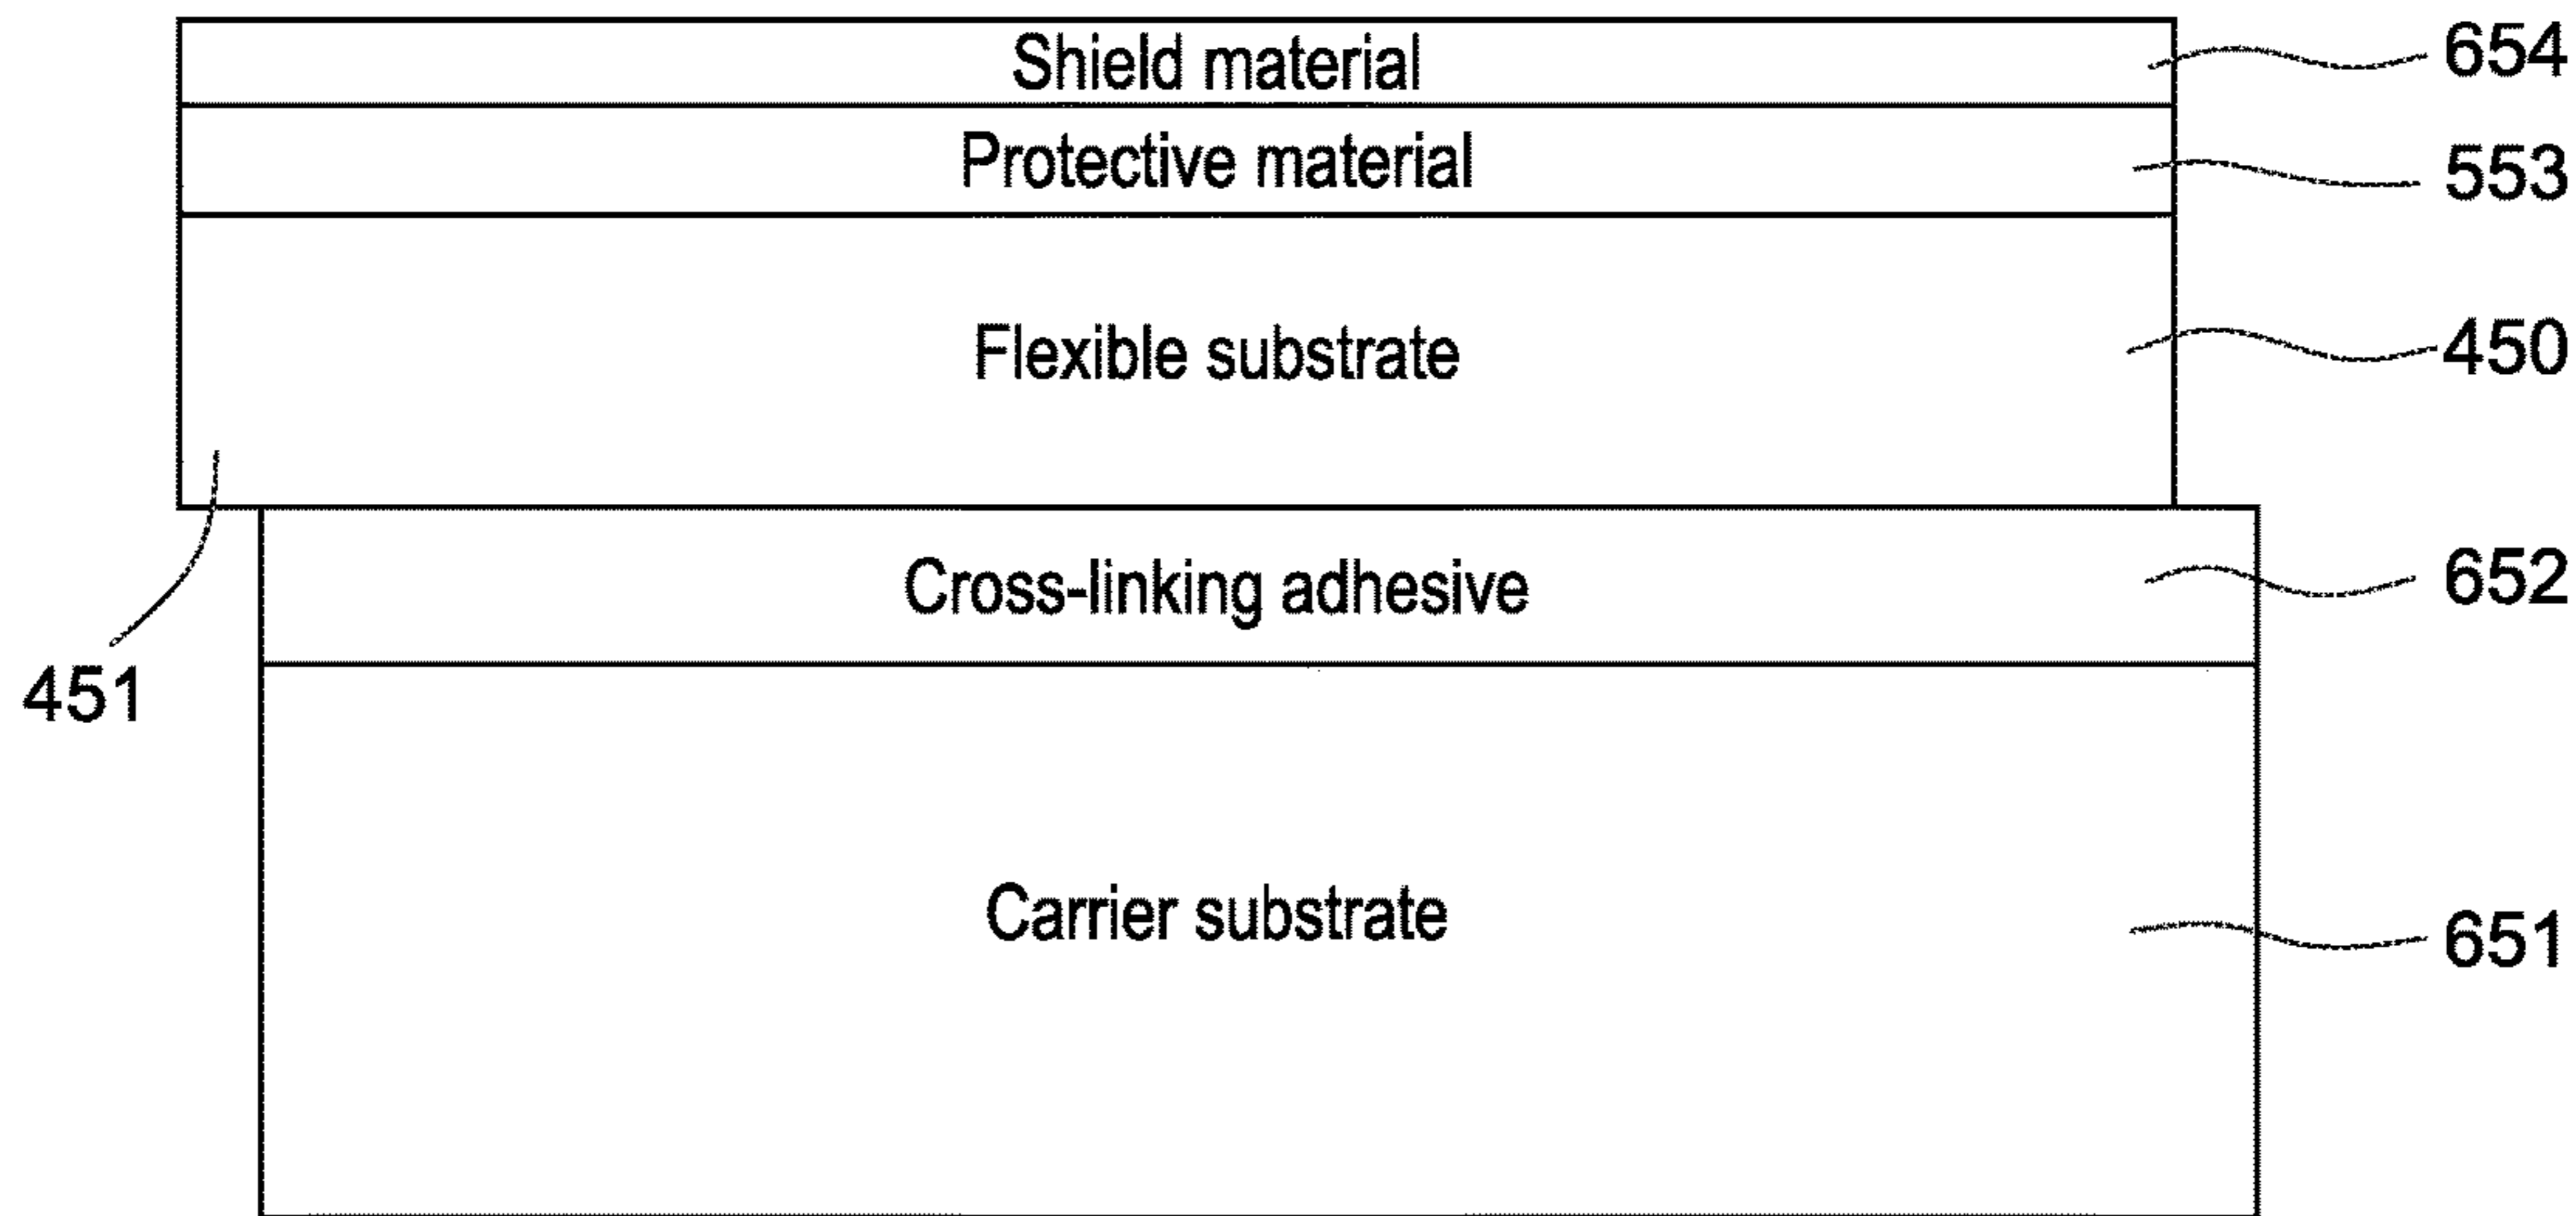 Shield material
654
Protective material
553
Flexible substrate
450
Cross-linking adhesive
652
451
Carrier substrate
651